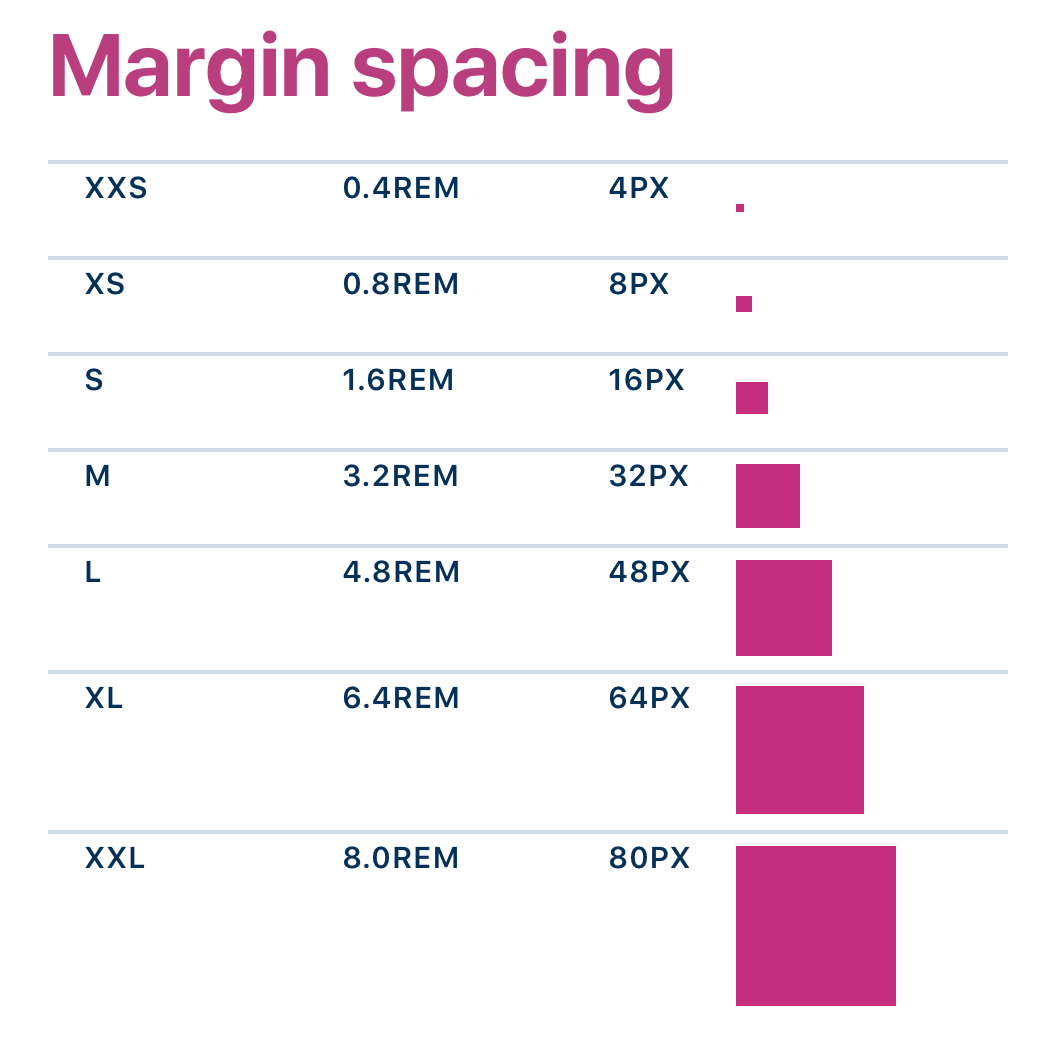 Margin spacing
XXS 0.4REM 4PX
XS 0.8REM 8PX
S 1.6REM 16PX
M 3.2REM 32PX
L 4.8REM 48PX
XL 6.4REM 64PX
XXL 8.0REM 80PX